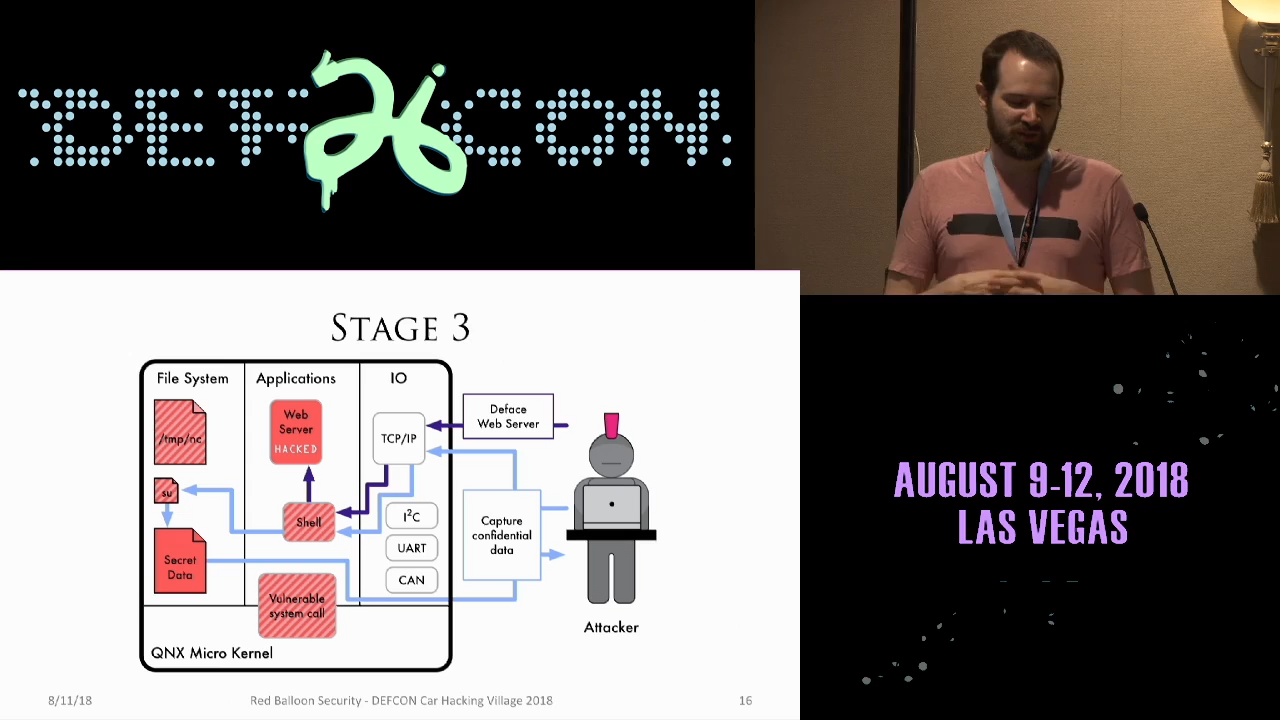 DEF 26 CON
STAGE 3
File System
Applications
IO
/tmp/nc
Web
Server
HACKED
TCP/IP
Deface
Web Server
su
Shell
I²C
Capture
confidential
data
UART
Secret
Data
CAN
Vulnerable
system call
Attacker
QNX Micro Kernel
8/11/18
Red Balloon Security - DEFCON Car Hacking Village 2018
16
AUGUST 9-12, 2018
LAS VEGAS